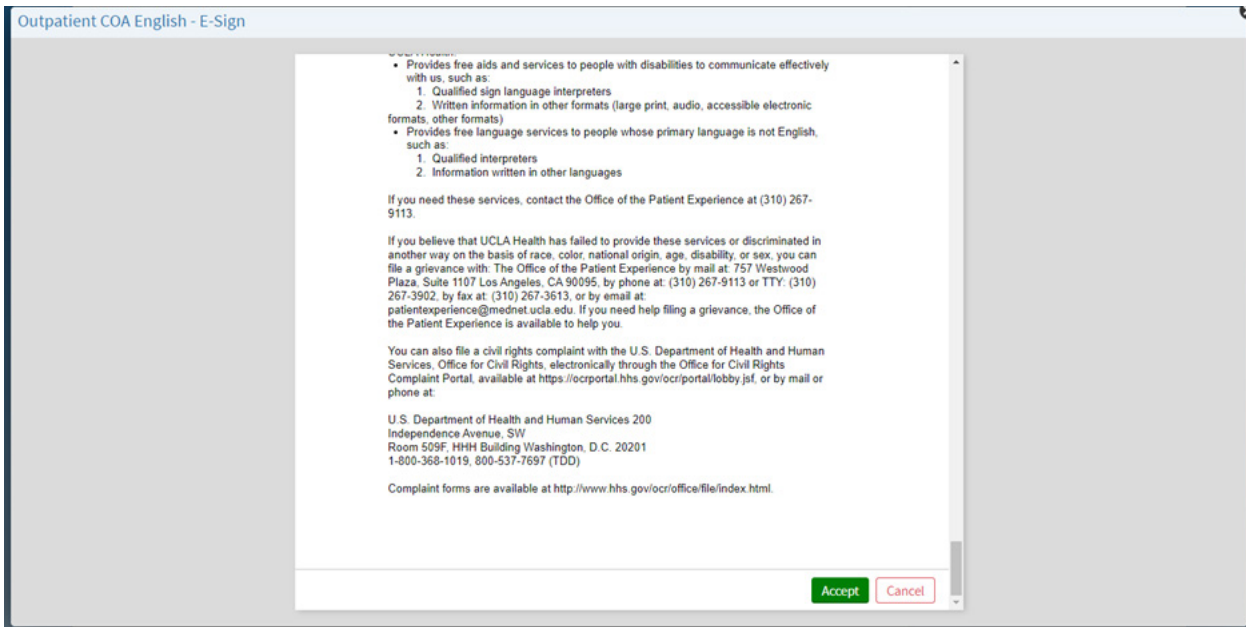 Outpatient COA English - E-Sign
• Provides free aids and services to people with disabilities to communicate effectively
with us, such as:
1. Qualified sign language interpreters
2. Written information in other formats (large print, audio, accessible electronic
formats, other formats)
• Provides free language services to people whose primary language is not English,
such as:
1. Qualified interpreters
2. Information written in other languages
If you need these services, contact the Office of the Patient Experience at (310) 267-
9113.
If you believe that UCLA Health has failed to provide these services or discriminated in
another way on the basis of race, color, national origin, age, disability, or sex, you can
file a grievance with: The Office of the Patient Experience by mail at: 757 Westwood
Plaza, Suite 1107 Los Angeles, CA 90095, by phone at: (310) 267-9113 or TTY: (310)
267-3902, by fax at: (310) 267-3613, or by email at:
patientexperience@mednet.ucla.edu. If you need help filing a grievance, the Office of
the Patient Experience is available to help you.
You can also file a civil rights complaint with the U.S. Department of Health and Human
Services, Office for Civil Rights, electronically through the Office for Civil Rights
Complaint Portal, available at https://ocrportal.hhs.gov/ocr/portal/lobby.jsf, or by mail or
phone at:
U.S. Department of Health and Human Services 200
Independence Avenue, SW
Room 509F, HHH Building Washington, D.C. 20201
1-800-368-1019, 800-537-7697 (TDD)
Complaint forms are available at http://www.hhs.gov/ocr/office/file/index.html.
Accept
Cancel